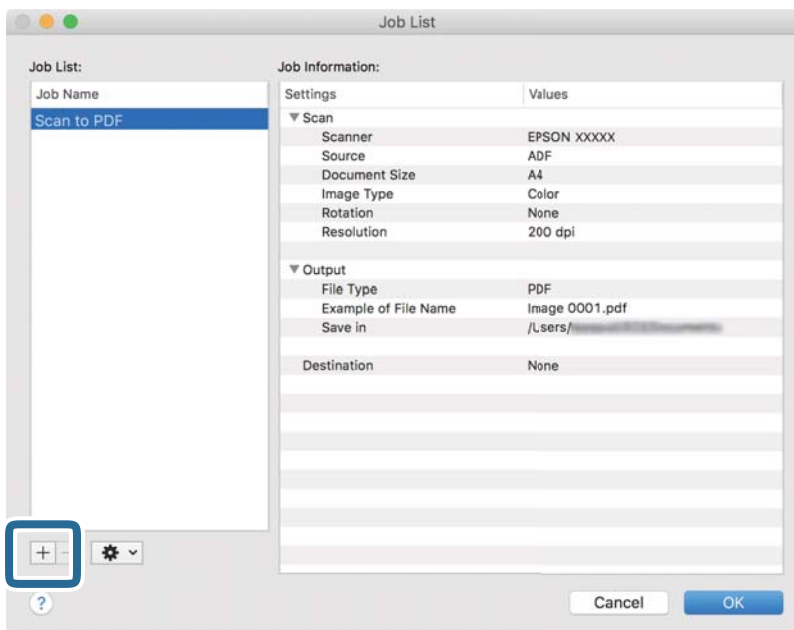 Job List
Job List:
Job Information:
Job Name
Settings Values
Scan to PDF
Scan
Scanner EPSON XXXXX
Source ADF
Document Size A4
Image Type Color
Rotation None
Resolution 200 dpi
Output
File Type PDF
Example of File Name Image 0001.pdf
Save in /Users/
Destination None
+ -
?
Cancel OK